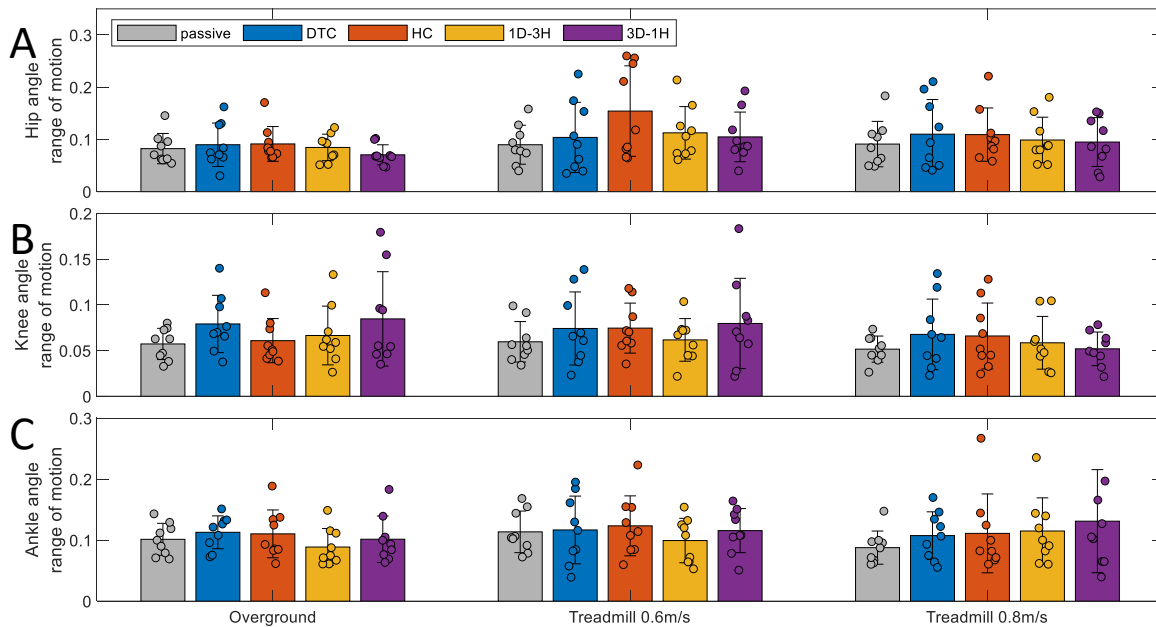 A
Hip angle
range of motion
passive DTC HC 1D-3H 3D-1H
0.3
0.2
0.1
0
B
Knee angle
range of motion
0.2
0.15
0.1
0.05
0
C
Ankle angle
range of motion
0.3
0.2
0.1
0
Overground Treadmill 0.6m/s Treadmill 0.8m/s